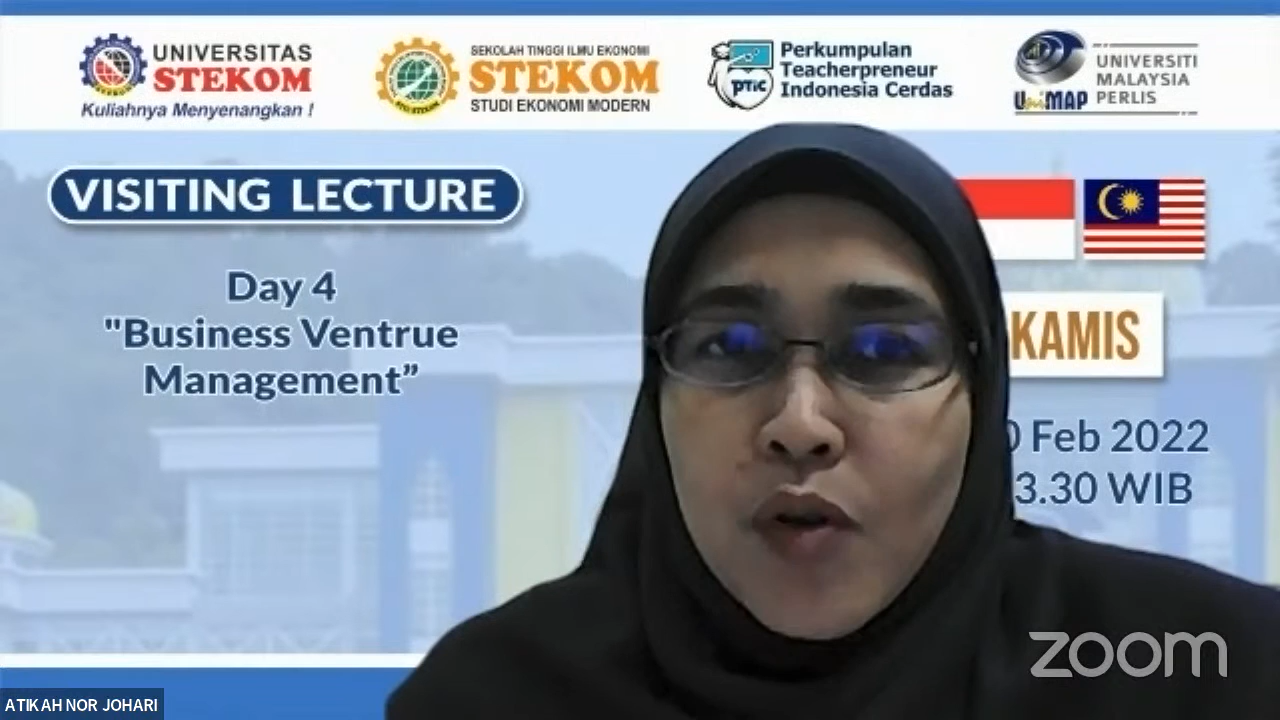 UNIVERSITAS
STEKOM
Kuliahnya Menyenangkan !
SEKOLAH TINGGI ILMU EKONOMI
STEKOM
STUDI EKONOMI MODERN
PTIC
Perkumpulan
Teacherpreneur
Indonesia Cerdas
UniMAP
UNIVERSITI
MALAYSIA
PERLIS
VISITING LECTURE
Day 4
"Business Ventrue
Management”
KAMIS
0 Feb 2022
3.30 WIB
zoom
ATIKAH NOR JOHARI